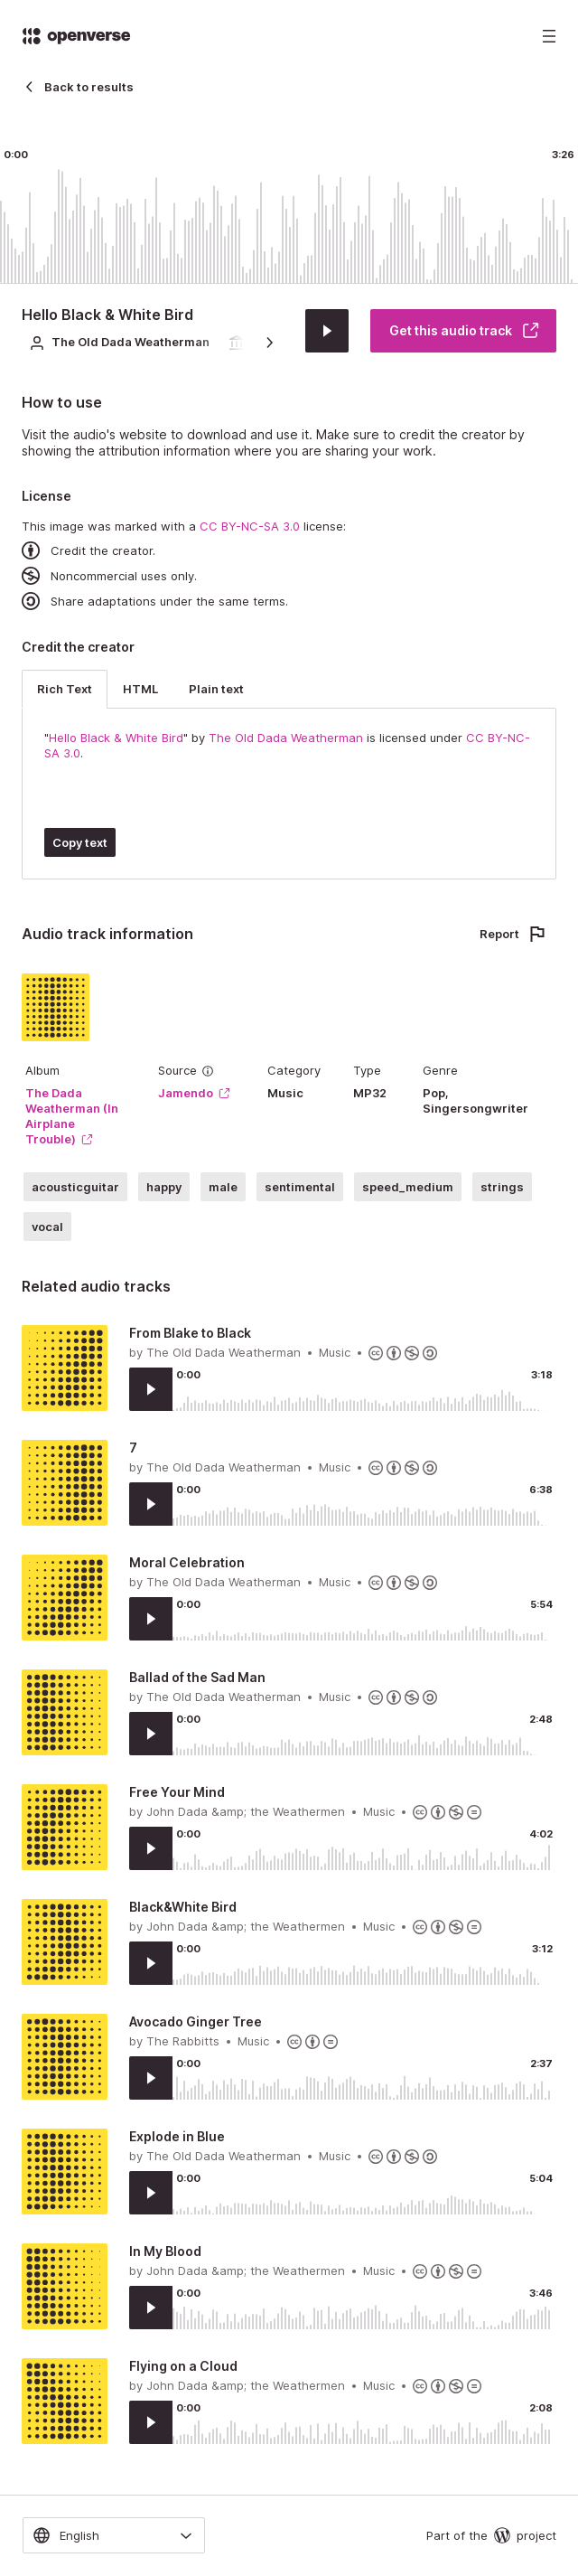 openverse
Back to results
0:00
3:26
Hello Black & White Bird
The Old Dada Weatherman
Get this audio track
How to use
Visit the audio's website to download and use it. Make sure to credit the creator by
showing the attribution information where you are sharing your work.
License
This image was marked with a CC BY-NC-SA 3.0 license:
Credit the creator.
Noncommercial uses only.
Share adaptations under the same terms.
Credit the creator
Rich Text HTML Plain text
"Hello Black & White Bird" by The Old Dada Weatherman is licensed under CC BY-NC-
SA 3.0.
Copy text
Audio track information
Report
Album
The Dada
Weatherman (In
Airplane
Trouble)
Source
Jamendo
Category
Music
Type
MP32
Genre
Pop,
Singersongwriter
acousticguitar happy male sentimental speed_medium strings
vocal
Related audio tracks
From Blake to Black
by The Old Dada Weatherman • Music •
0:00 3:18
7
by The Old Dada Weatherman • Music •
0:00 6:38
Moral Celebration
by The Old Dada Weatherman • Music •
0:00 5:54
Ballad of the Sad Man
by The Old Dada Weatherman • Music •
0:00 2:48
Free Your Mind
by John Dada &amp; the Weathermen • Music •
0:00 4:02
Black&White Bird
by John Dada &amp; the Weathermen • Music •
0:00 3:12
Avocado Ginger Tree
by The Rabbitts • Music •
0:00 2:37
Explode in Blue
by The Old Dada Weatherman • Music •
0:00 5:04
In My Blood
by John Dada &amp; the Weathermen • Music •
0:00 3:46
Flying on a Cloud
by John Dada &amp; the Weathermen • Music •
0:00 2:08
English
Part of the project